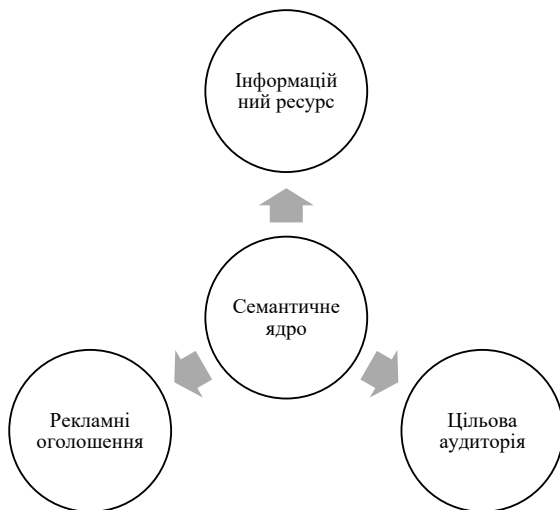 Інформацій
ний ресурс
Семантичне
ядро
Рекламні
оголошення
Цільова
аудиторія